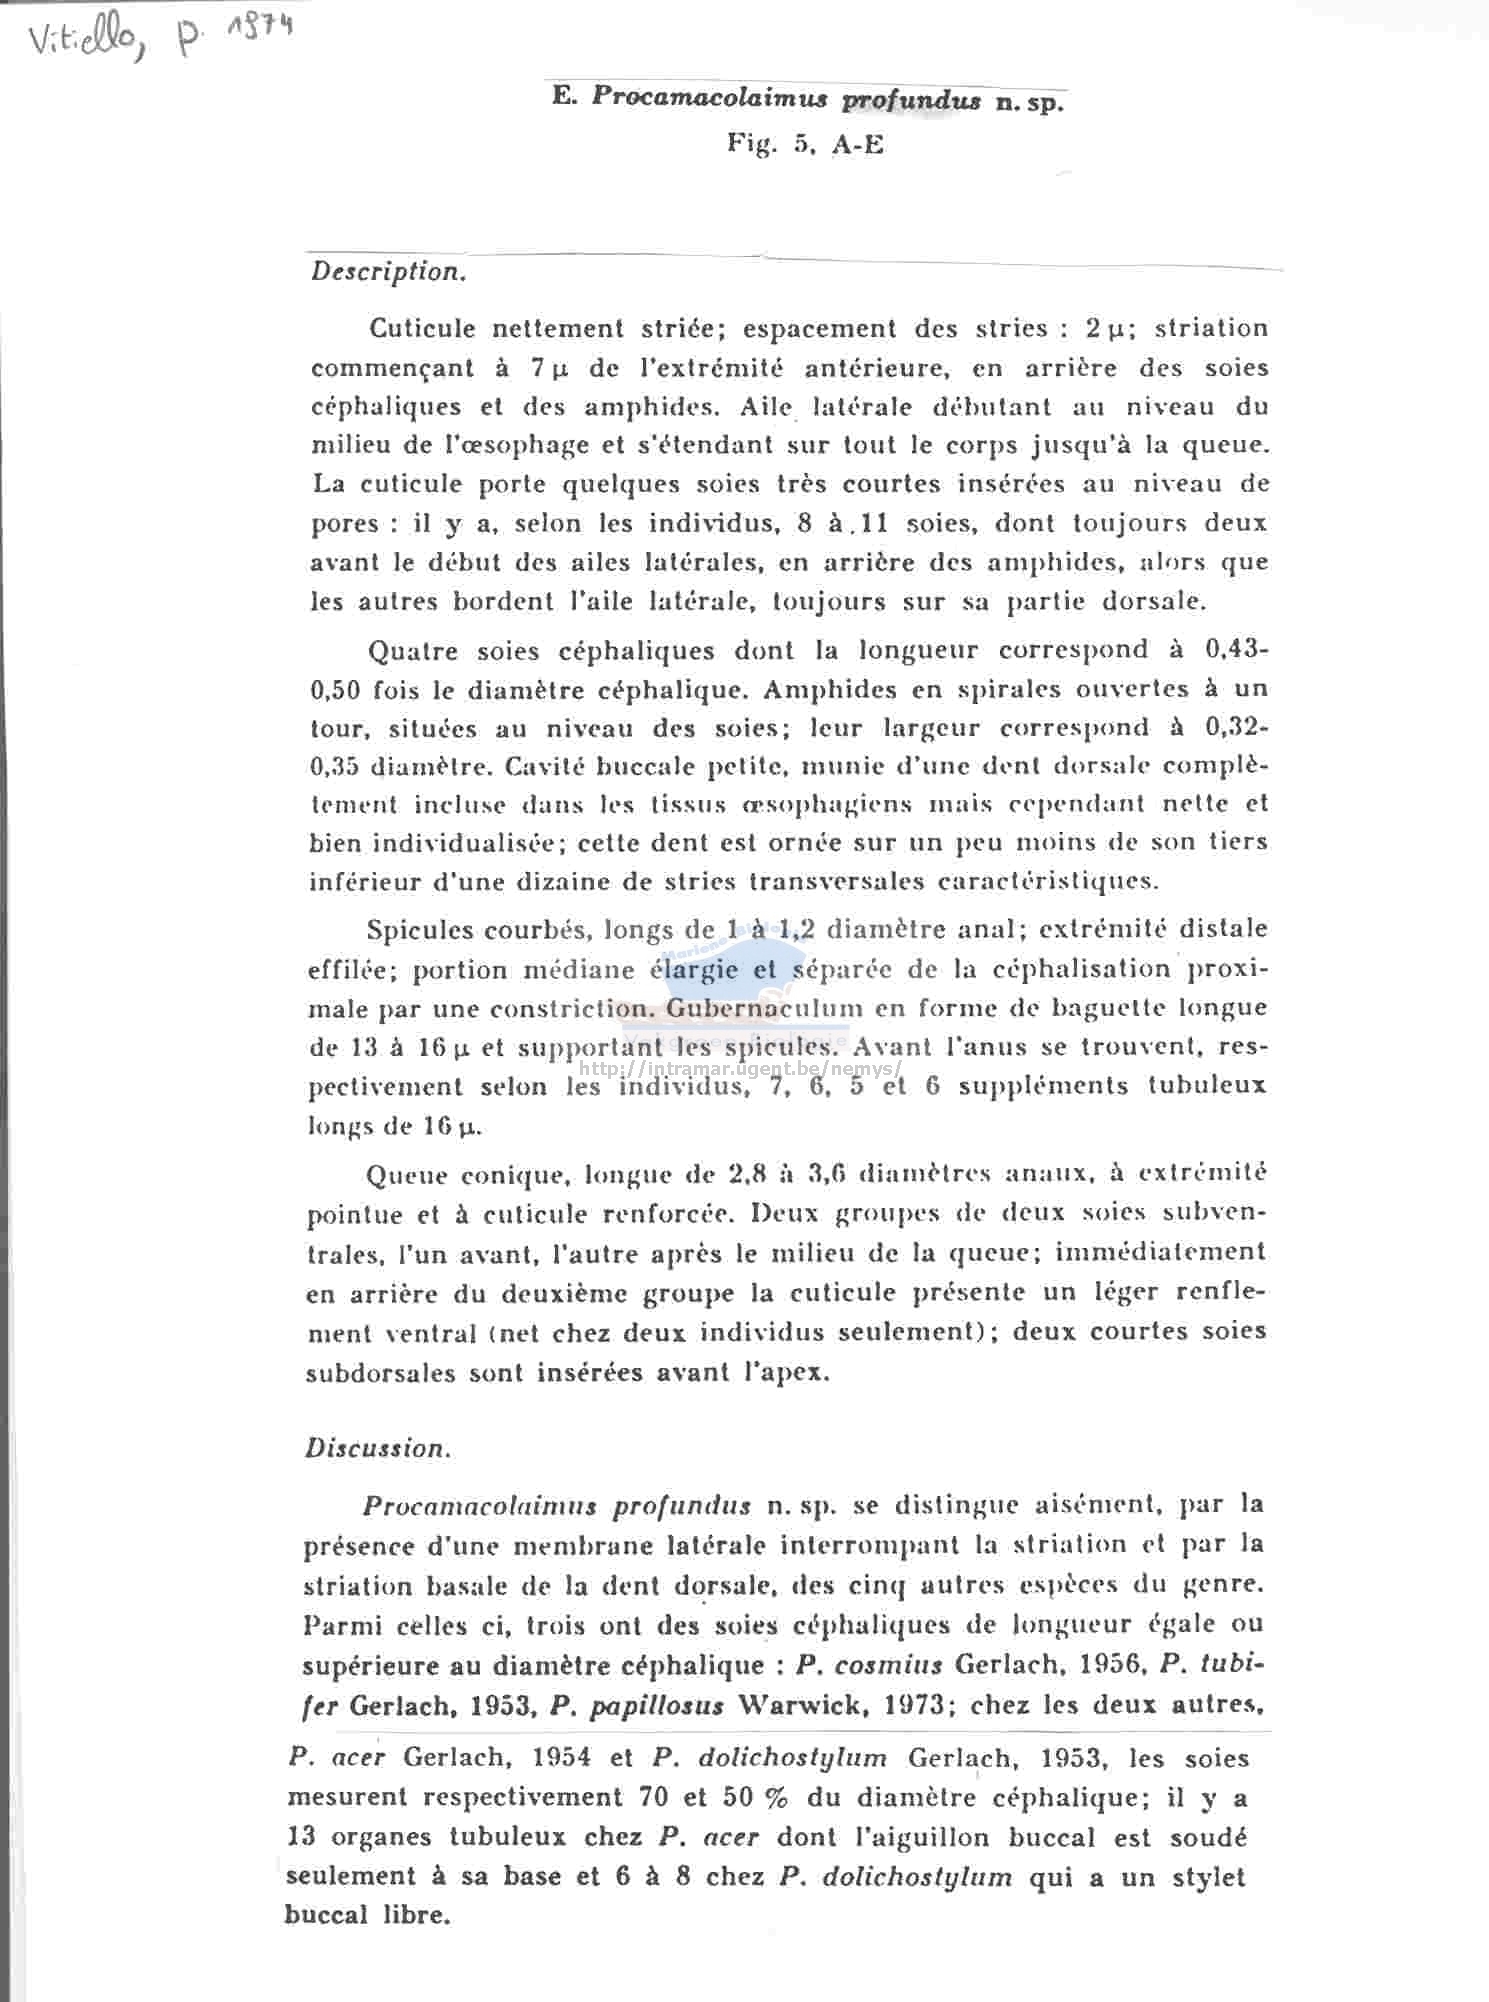 Vitiello, p. 1974
E. Procamacolaimus profundus n. sp.
Fig. 5, A-E
Description.
Cuticule nettement striée; espacement des stries : 2 µ; striation
commençant à 7 µ de l'extrémité antérieure, en arrière des soies
céphaliques et des amphides. Aile latérale débutant au niveau du
milieu de l'œsophage et s'étendant sur tout le corps jusqu'à la queue.
La cuticule porte quelques soies très courtes insérées au niveau de
pores : il y a, selon les individus, 8 à 11 soies, dont toujours deux
avant le début des ailes latérales, en arrière des amphides, alors que
les autres bordent l'aile latérale, toujours sur sa partie dorsale.
Quatre soies céphaliques dont la longueur correspond à 0,43-
0,50 fois le diamètre céphalique. Amphides en spirales ouvertes à un
tour, situées au niveau des soies; leur largeur correspond à 0,32-
0,35 diamètre. Cavité buccale petite, munie d'une dent dorsale complè-
tement incluse dans les tissus œsophagiens mais cependant nette et
bien individualisée; cette dent est ornée sur un peu moins de son tiers
inférieur d'une dizaine de stries transversales caractéristiques.
Spicules courbés, longs de 1 à 1,2 diamètre anal; extrémité distale
effilée; portion médiane élargie et séparée de la céphalisation proxi-
male par une constriction. Gubernaculum en forme de baguette longue
de 13 à 16 µ et supportant les spicules. Avant l'anus se trouvent, res-
http://intramar.ugent.be/nemys/
pectivement selon les individus, 7, 6, 5 et 6 suppléments tubuleux
longs de 16 µ.
Queue conique, longue de 2,8 à 3,6 diamètres anaux, à extrémité
pointue et à cuticule renforcée. Deux groupes de deux soies subven-
trales, l'un avant, l'autre après le milieu de la queue; immédiatement
en arrière du deuxième groupe la cuticule présente un léger renfle-
ment ventral (net chez deux individus seulement); deux courtes soies
subdorsales sont insérées avant l'apex.
Discussion.
Procamacolaimus profundus n. sp. se distingue aisément, par la
présence d'une membrane latérale interrompant la striation et par la
striation basale de la dent dorsale, des cinq autres espèces du genre.
Parmi celles ci, trois ont des soies céphaliques de longueur égale ou
supérieure au diamètre céphalique : P. cosmius Gerlach, 1956, P. tubi-
fer Gerlach, 1953, P. papillosus Warwick, 1973; chez les deux autres,
P. acer Gerlach, 1954 et P. dolichostylum Gerlach, 1953, les soies
mesurent respectivement 70 et 50 % du diamètre céphalique; il y a
13 organes tubuleux chez P. acer dont l'aiguillon buccal est soudé
seulement à sa base et 6 à 8 chez P. dolichostylum qui a un stylet
buccal libre.